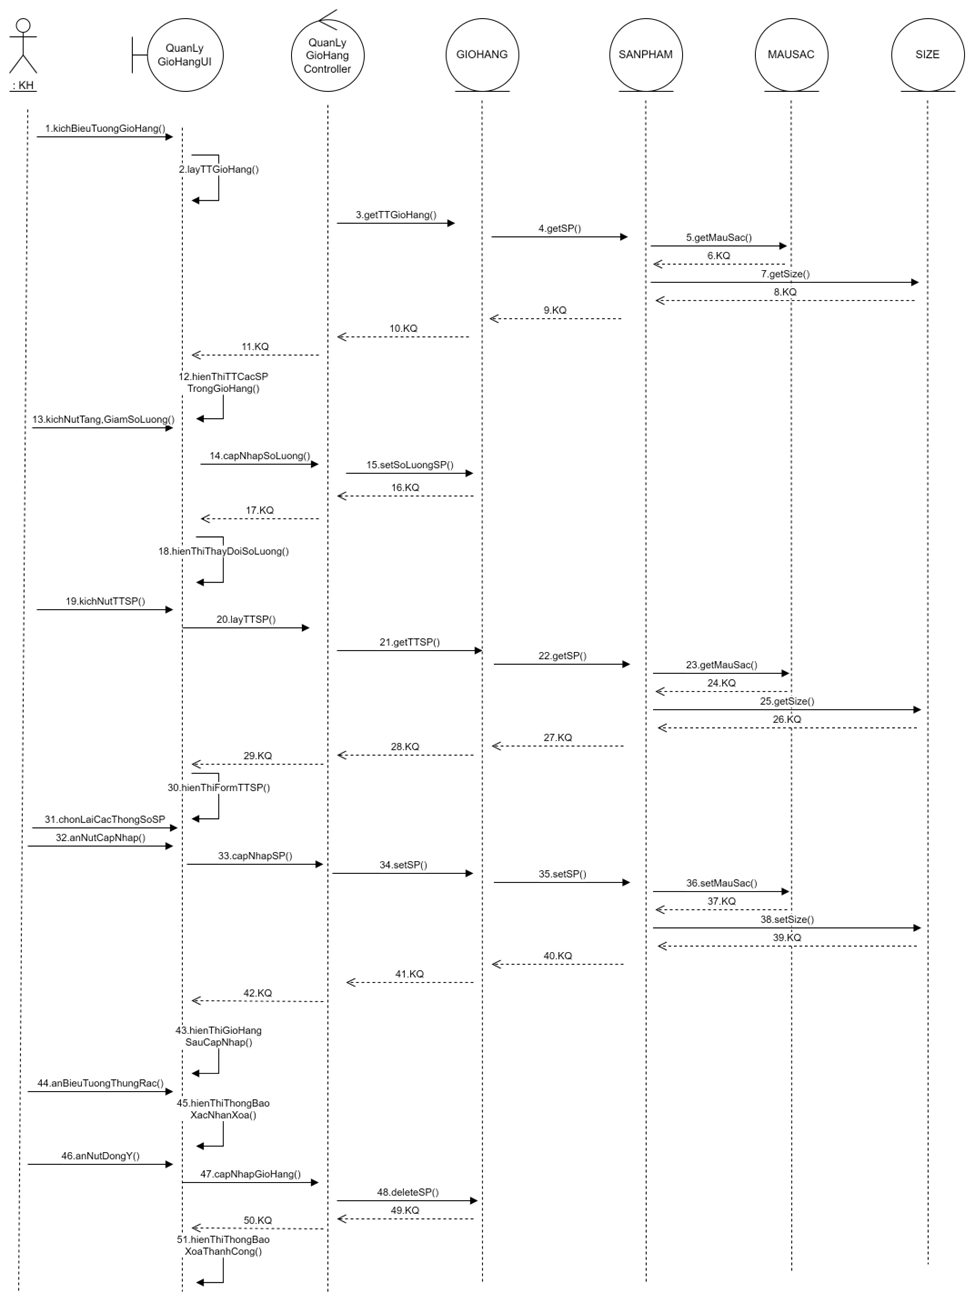 QuanLy
GioHangUI
QuanLy
GioHang
Controller
GIOHANG
SANPHAM
MAUSAC
SIZE
: KH
1.kichBieuTuongGioHang()
2.layTTGioHang()
3.getTTGioHang()
4.getSP()
5.getMauSac()
6.KQ
7.getSize()
8.KQ
9.KQ
10.KQ
11.KQ
12.hienThiTTCacSP
TrongGioHang()
13.kichNutTang,GiamSoLuong()
14.capNhapSoLuong()
15.setSoLuongSP()
16.KQ
17.KQ
18.hienThiThayDoiSoLuong()
19.kichNutTTSP()
20.layTTSP()
21.getTTSP()
22.getSP()
23.getMauSac()
24.KQ
25.getSize()
26.KQ
27.KQ
28.KQ
29.KQ
30.hienThiFormTTSP()
31.chonLaiCacThongSoSP
32.anNutCapNhap()
33.capNhapSP()
34.setSP()
35.setSP()
36.setMauSac()
37.KQ
38.setSize()
39.KQ
40.KQ
41.KQ
42.KQ
43.hienThiGioHang
SauCapNhap()
44.anBieuTuongThungRac()
45.hienThiThongBao
XacNhanXoa()
46.anNutDongY()
47.capNhapGioHang()
48.deleteSP()
49.KQ
50.KQ
51.hienThiThongBao
XoaThanhCong()